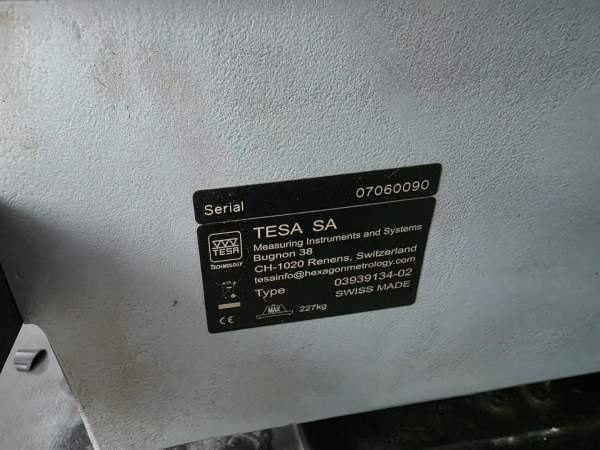 Serial 07060090
TESA SA
Measuring Instruments and Systems
Bugnon 38
CH-1020 Renens, Switzerland
tesainfo@hexagonmetrology.com
Type 03939134-02
SWISS MADE
TESA
TECHNOLOGY
CE
MAX 227kg